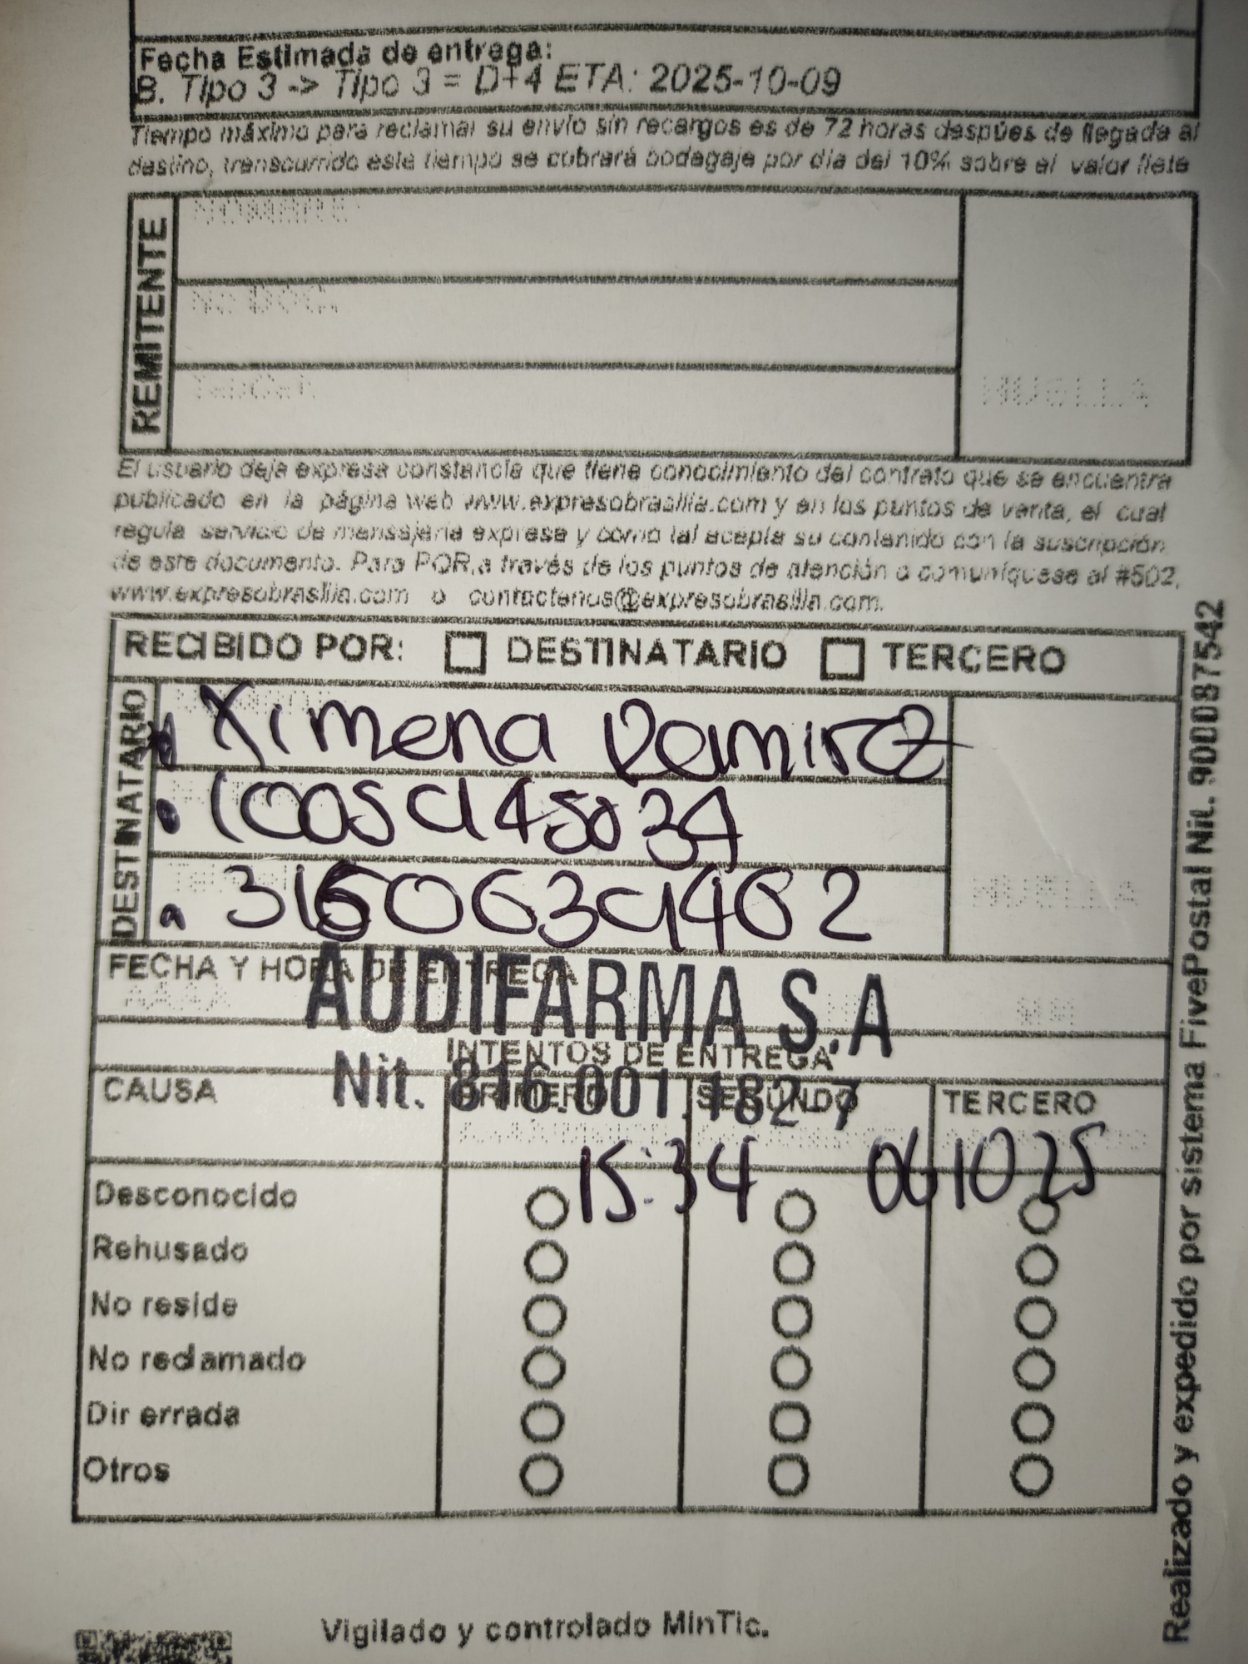 Fecha Estimada de entrega:
B. Tipo 3 -> Tipo 3 = D+4 ETA: 2025-10-09
Tiempo máximo para reclamar su envío sin recargos es de 72 horas despúes de llegada al
destino, transcurrido este tiempo se cobrará bodagaje por día del 10% sobre el valor flete
REMITENTE
NOMBRE
No DOC.
Tel/Cel:
HUELLA
El usuario deja expresa constancia que tiene conocimiento del contrato que se encuentra
publicado en la página web www.expresobrasilia.com y en los puntos de venta, el cual
regula servicio de mensajería expresa y como tal acepta su contenido con la suscripción
de este documento. Para PQR,a través de los puntos de atención o comuníquese al #502,
www.expresobrasilia.com o contactenos@expresobrasilia.com.
RECIBIDO POR: DESTINATARIO TERCERO
DESTINATARIO
Ximena Ramirez
1005145034
HUELLA
FECHA Y HORA DE ENTREGA
AUDIFARMA S.A
INTENTOS DE ENTREGA
Nit. 816.001.182-7
CAUSA PRIMERO SEGUNDO TERCERO
15:34 061025
Desconocido
Rehusado
No reside
No reclamado
Dir errada
Otros
Vigilado y controlado MinTic.
Realizado y expedido por sistema FivePostal Nit. 900087542